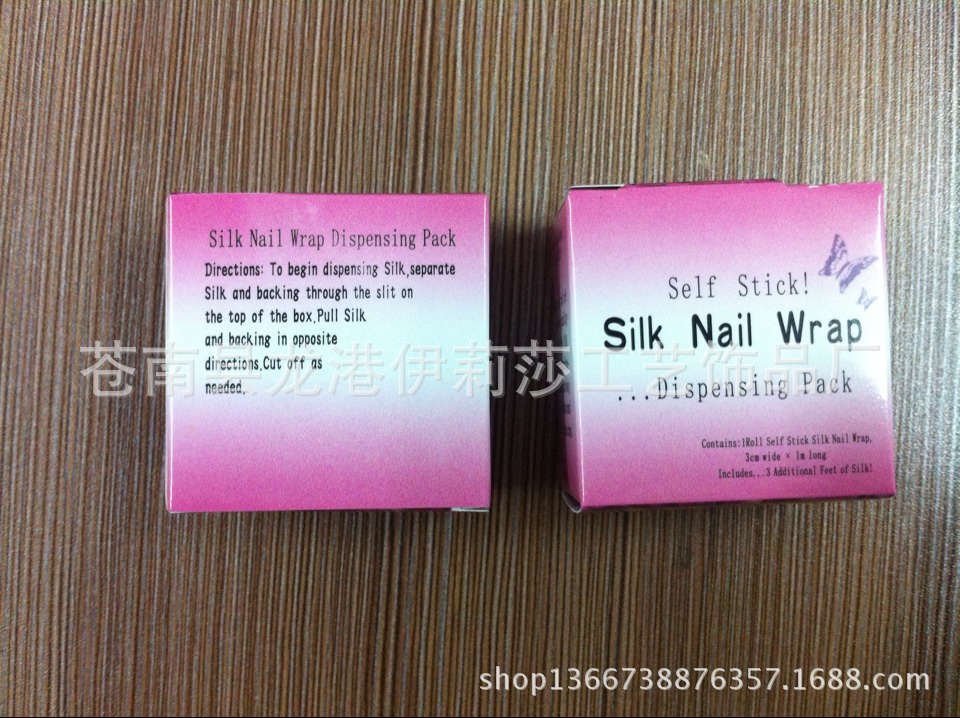 Silk Nail Wrap Dispensing Pack
Directions: To begin dispensing Silk,separate
Silk and backing through the slit on
the top of the box.Pull Silk
and backing in opposite
directions.Cut off as
needed.
Self Stick!
Silk Nail Wrap
...Dispensing Pack
Contains:1Roll Self Stick Silk Nail Wrap.
3cm wide × 1m long
Includes...3 Additional Feet of Silk!
苍南县龙港伊莉莎工艺饰品厂
shop1366738876357.1688.com